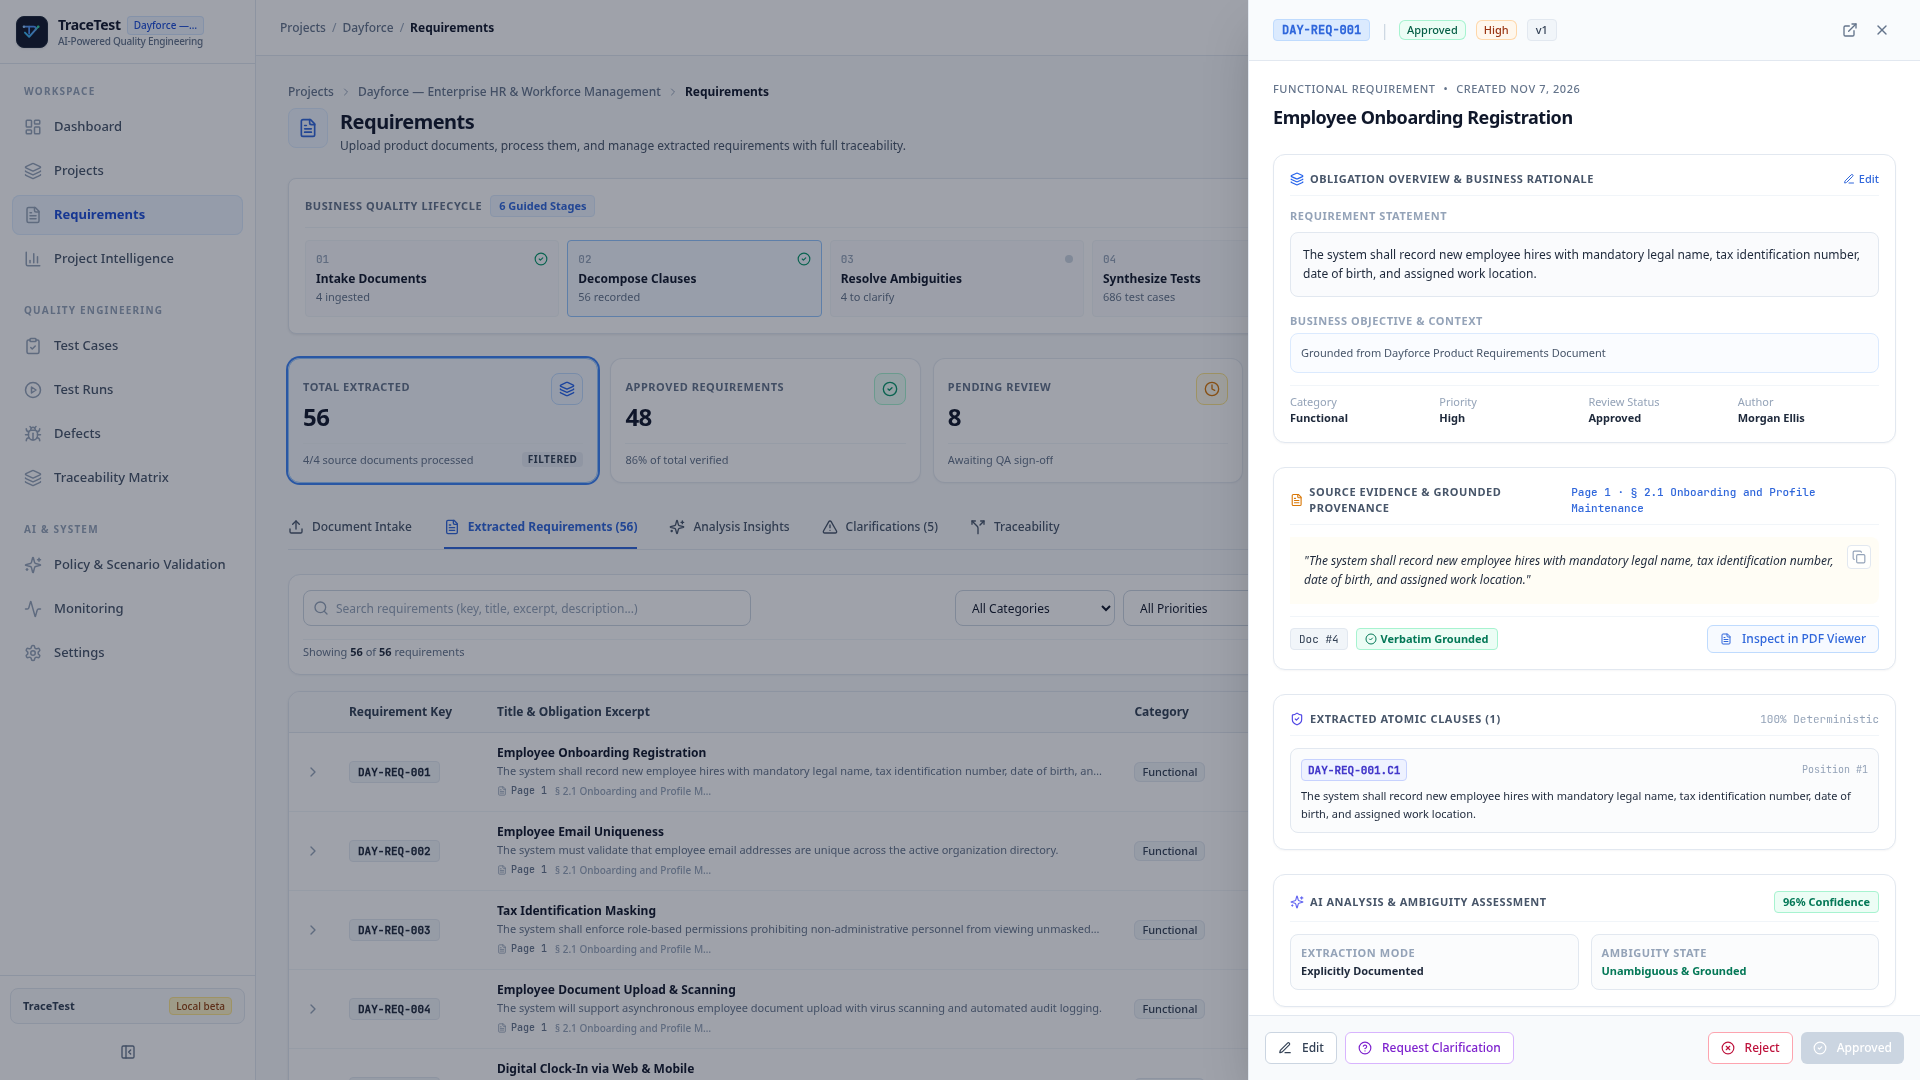 TraceTest
Dayforce —...
AI-Powered Quality Engineering
WORKSPACE
Dashboard
Projects
Requirements
Project Intelligence
QUALITY ENGINEERING
Test Cases
Test Runs
Defects
Traceability Matrix
AI & SYSTEM
Policy & Scenario Validation
Monitoring
Settings
TraceTest
Local beta
Projects / Dayforce / Requirements
Projects > Dayforce — Enterprise HR & Workforce Management > Requirements
Requirements
Upload product documents, process them, and manage extracted requirements with full traceability.
BUSINESS QUALITY LIFECYCLE
6 Guided Stages
01
Intake Documents
4 ingested
02
Decompose Clauses
56 recorded
03
Resolve Ambiguities
4 to clarify
04
Synthesize Tests
686 test cases
TOTAL EXTRACTED
56
4/4 source documents processed
FILTERED
APPROVED REQUIREMENTS
48
86% of total verified
PENDING REVIEW
8
Awaiting QA sign-off
Document Intake
Extracted Requirements (56)
Analysis Insights
Clarifications (5)
Traceability
Search requirements (key, title, excerpt, description...)
All Categories
All Priorities
Showing 56 of 56 requirements
Requirement Key
Title & Obligation Excerpt
Category
DAY-REQ-001
Employee Onboarding Registration
The system shall record new employee hires with mandatory legal name, tax identification number, date of birth, an...
Page 1 § 2.1 Onboarding and Profile M...
Functional
DAY-REQ-002
Employee Email Uniqueness
The system must validate that employee email addresses are unique across the active organization directory.
Page 1 § 2.1 Onboarding and Profile M...
Functional
DAY-REQ-003
Tax Identification Masking
The system shall enforce role-based permissions prohibiting non-administrative personnel from viewing unmasked...
Page 1 § 2.1 Onboarding and Profile M...
Functional
DAY-REQ-004
Employee Document Upload & Scanning
The system will support asynchronous employee document upload with virus scanning and automated audit logging.
Page 1 § 2.1 Onboarding and Profile M...
Functional
Digital Clock-In via Web & Mobile
DAY-REQ-001
Approved
High
v1
FUNCTIONAL REQUIREMENT • CREATED NOV 7, 2026
Employee Onboarding Registration
OBLIGATION OVERVIEW & BUSINESS RATIONALE
Edit
REQUIREMENT STATEMENT
The system shall record new employee hires with mandatory legal name, tax identification number,
date of birth, and assigned work location.
BUSINESS OBJECTIVE & CONTEXT
Grounded from Dayforce Product Requirements Document
Category
Functional
Priority
High
Review Status
Approved
Author
Morgan Ellis
SOURCE EVIDENCE & GROUNDED
PROVENANCE
Page 1 · § 2.1 Onboarding and Profile
Maintenance
"The system shall record new employee hires with mandatory legal name, tax identification number,
date of birth, and assigned work location."
Doc #4
Verbatim Grounded
Inspect in PDF Viewer
EXTRACTED ATOMIC CLAUSES (1)
100% Deterministic
DAY-REQ-001.C1
Position #1
The system shall record new employee hires with mandatory legal name, tax identification number, date of
birth, and assigned work location.
AI ANALYSIS & AMBIGUITY ASSESSMENT
96% Confidence
EXTRACTION MODE
Explicitly Documented
AMBIGUITY STATE
Unambiguous & Grounded
Edit
Request Clarification
Reject
Approved